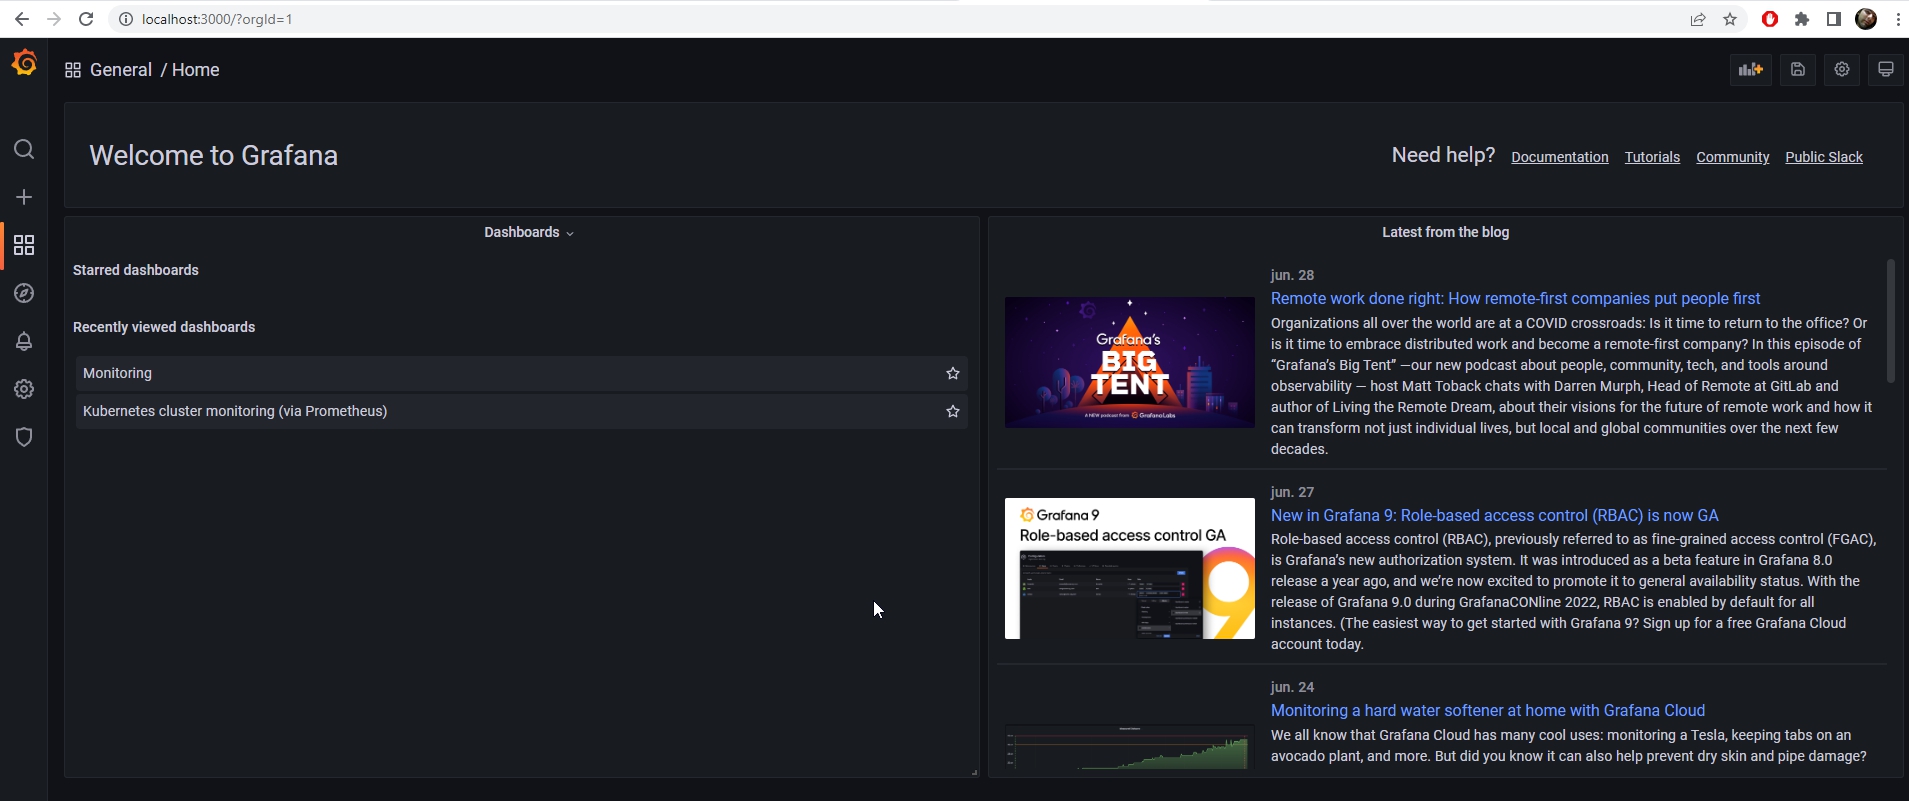 localhost:3000/?orgId=1
General / Home
Welcome to Grafana
Need help? Documentation Tutorials Community Public Slack
Dashboards
Starred dashboards
Recently viewed dashboards
Monitoring
Kubernetes cluster monitoring (via Prometheus)
Latest from the blog
Grafana's
BIG
TENT
A NEW podcast from GrafanaLabs
jun. 28
Remote work done right: How remote-first companies put people first
Organizations all over the world are at a COVID crossroads: Is it time to return to the office? Or
is it time to embrace distributed work and become a remote-first company? In this episode of
“Grafana’s Big Tent” —our new podcast about people, community, tech, and tools around
observability — host Matt Toback chats with Darren Murph, Head of Remote at GitLab and
author of Living the Remote Dream, about their visions for the future of remote work and how it
can transform not just individual lives, but local and global communities over the next few
decades.
Grafana 9
Role-based access control GA
9
jun. 27
New in Grafana 9: Role-based access control (RBAC) is now GA
Role-based access control (RBAC), previously referred to as fine-grained access control (FGAC),
is Grafana’s new authorization system. It was introduced as a beta feature in Grafana 8.0
release a year ago, and we’re now excited to promote it to general availability status. With the
release of Grafana 9.0 during GrafanaCONline 2022, RBAC is enabled by default for all
instances. (The easiest way to get started with Grafana 9? Sign up for a free Grafana Cloud
account today.
jun. 24
Monitoring a hard water softener at home with Grafana Cloud
We all know that Grafana Cloud has many cool uses: monitoring a Tesla, keeping tabs on an
avocado plant, and more. But did you know it can also help prevent dry skin and pipe damage?